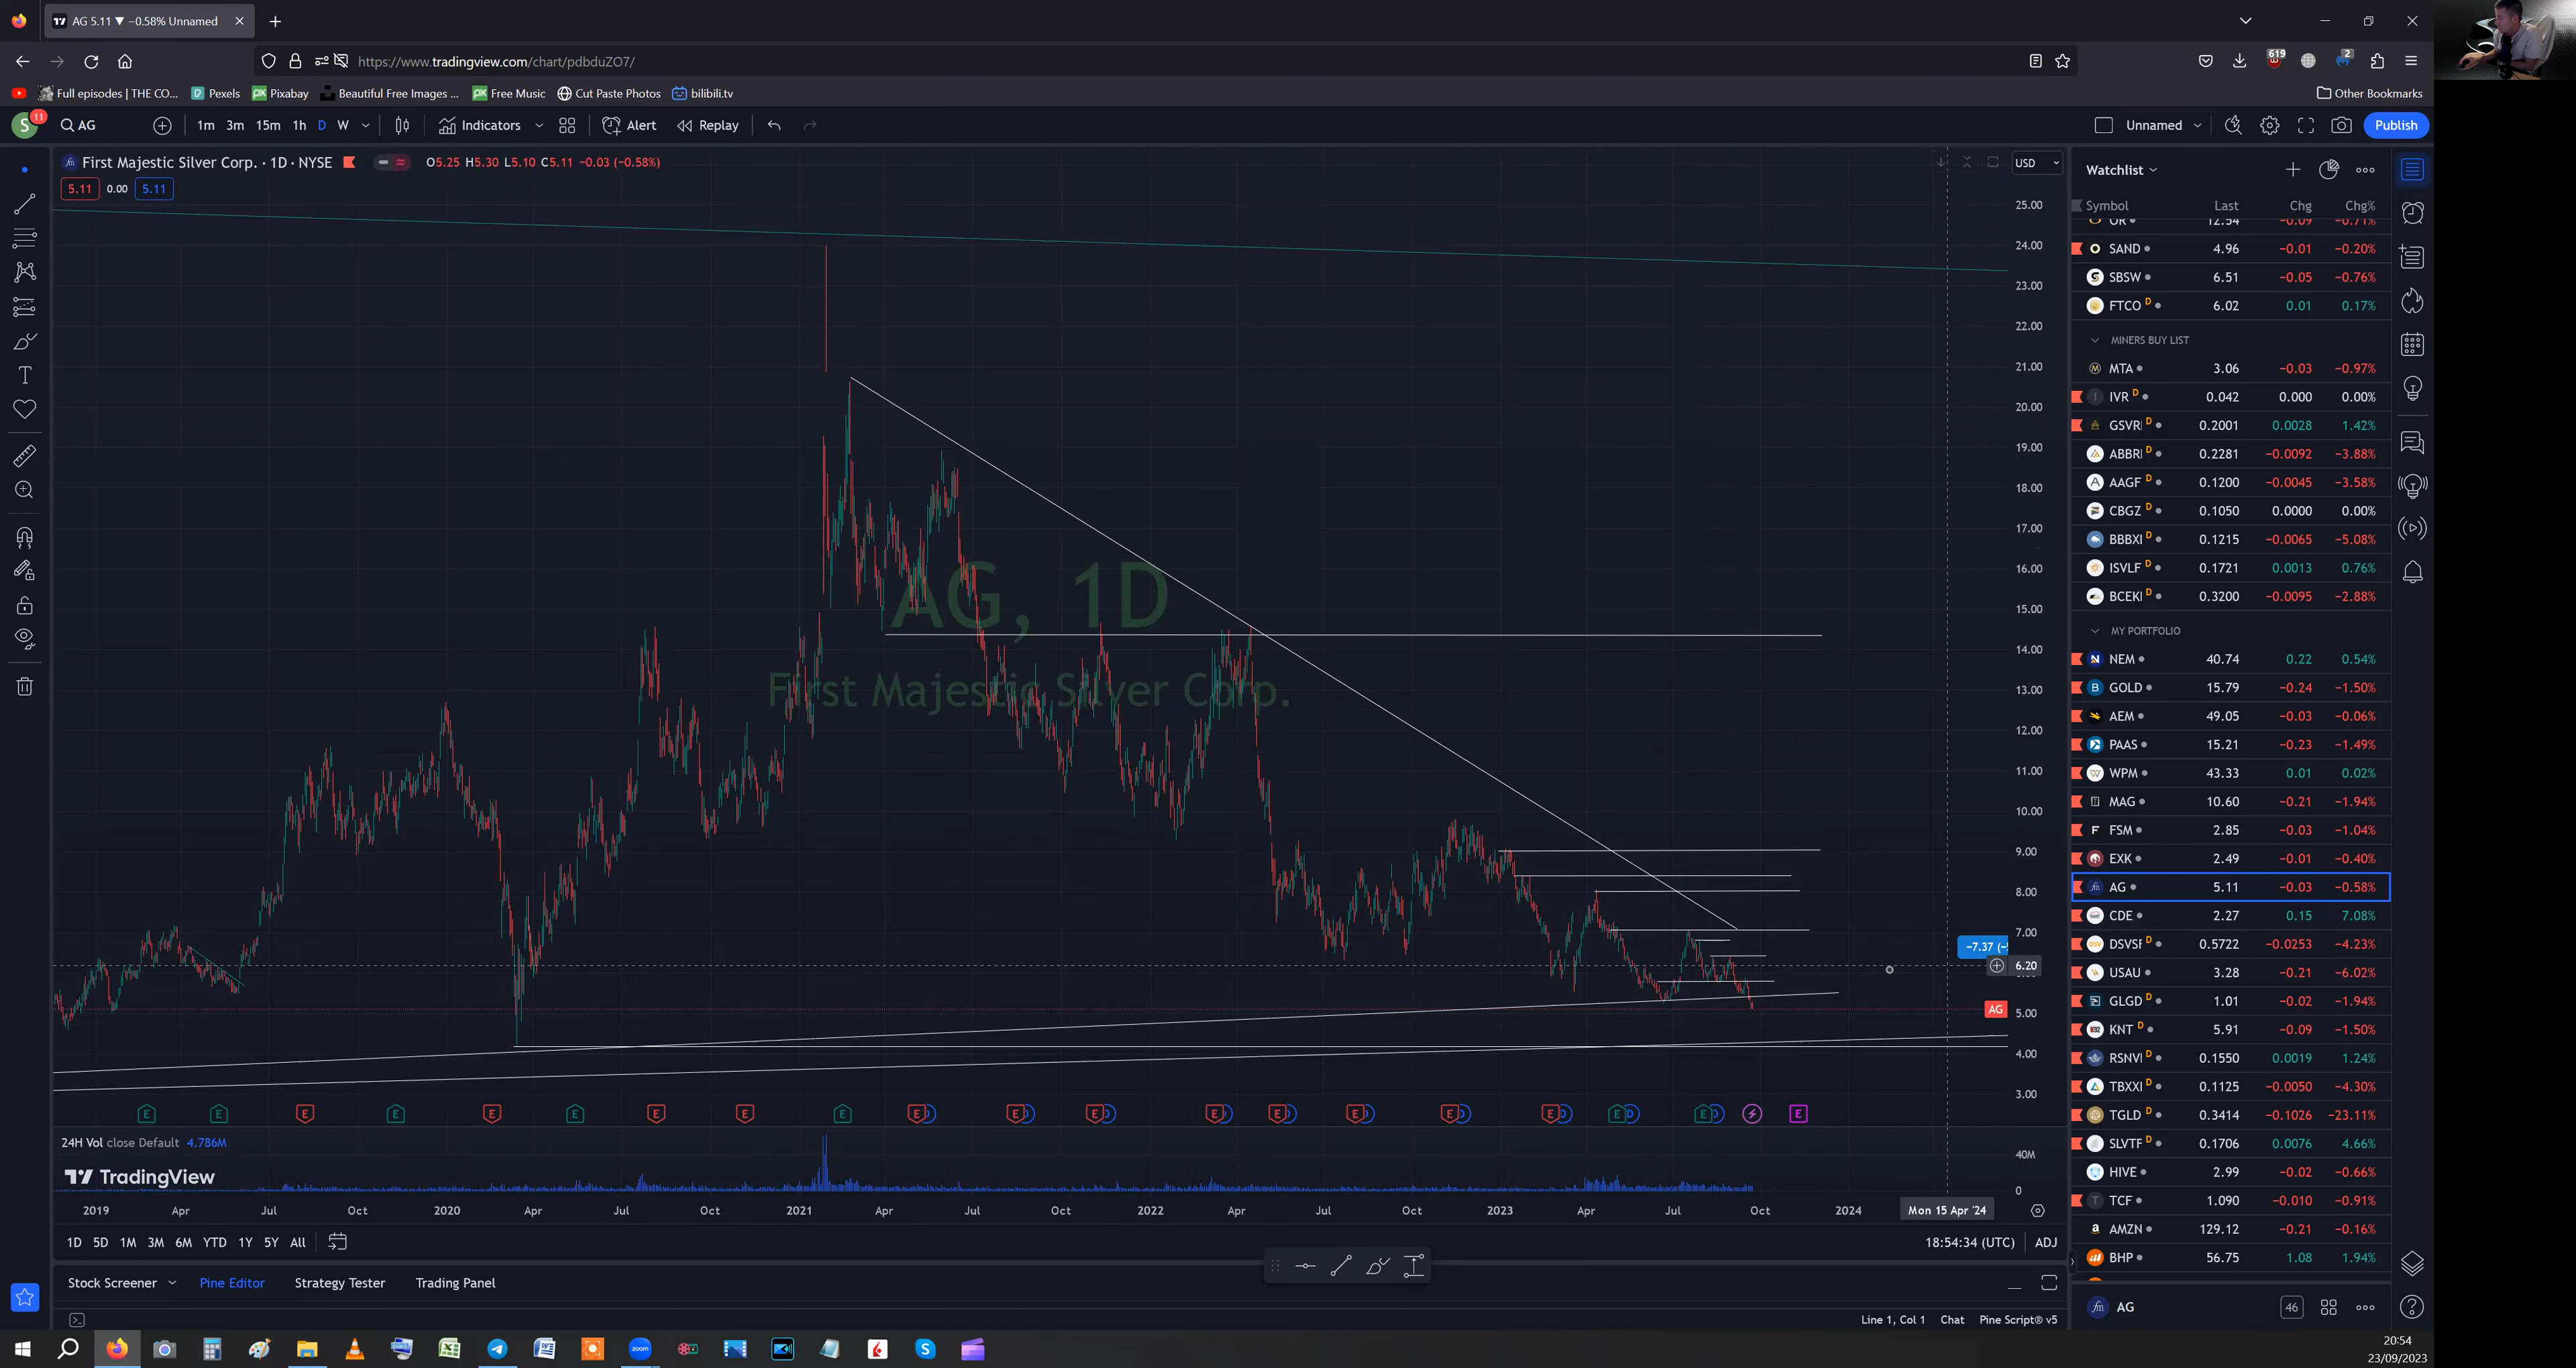 AG 5.11 ▼ −0.58% Unnamed
https://www.tradingview.com/chart/pdbduZO7/
619
2
Full episodes | THE CO... Pexels Pixabay Beautiful Free Images ... Free Music Cut Paste Photos bilibili.tv Other Bookmarks
S 11 AG 1m 3m 15m 1h D W Indicators Alert Replay Unnamed Publish
First Majestic Silver Corp. · 1D · NYSE O5.25 H5.30 L5.10 C5.11 −0.03 (−0.58%) USD
5.11 0.00 5.11
25.00
24.00
23.00
22.00
21.00
20.00
19.00
18.00
17.00
16.00
15.00
14.00
13.00
12.00
11.00
10.00
9.00
8.00
7.00
−7.37 (−
6.20
AG
5.00
4.00
3.00
AG, 1D
First Majestic Silver Corp.
E E E E E E E E E E E E E E E E E E E E
24H Vol close Default 4.786M
40M
0
TradingView
2019 Apr Jul Oct 2020 Apr Jul Oct 2021 Apr Jul Oct 2022 Apr Jul Oct 2023 Apr Jul Oct 2024 Mon 15 Apr '24
1D 5D 1M 3M 6M YTD 1Y 5Y All 18:54:34 (UTC) ADJ
Stock Screener Pine Editor Strategy Tester Trading Panel
Line 1, Col 1 Chat Pine Script® v5
Watchlist
Symbol Last Chg Chg%
OR 12.54 −0.09 −0.71%
SAND 4.96 −0.01 −0.20%
SBSW 6.51 −0.05 −0.76%
FTCO D 6.02 0.01 0.17%
MINERS BUY LIST
MTA 3.06 −0.03 −0.97%
IVR D 0.042 0.000 0.00%
GSVRI D 0.2001 0.0028 1.42%
ABBRI D 0.2281 −0.0092 −3.88%
AAGF D 0.1200 −0.0045 −3.58%
CBGZ D 0.1050 0.0000 0.00%
BBBXI D 0.1215 −0.0065 −5.08%
ISVLF D 0.1721 0.0013 0.76%
BCEKI D 0.3200 −0.0095 −2.88%
MY PORTFOLIO
NEM 40.74 0.22 0.54%
GOLD 15.79 −0.24 −1.50%
AEM 49.05 −0.03 −0.06%
PAAS 15.21 −0.23 −1.49%
WPM 43.33 0.01 0.02%
MAG 10.60 −0.21 −1.94%
FSM 2.85 −0.03 −1.04%
EXK 2.49 −0.01 −0.40%
AG 5.11 −0.03 −0.58%
CDE 2.27 0.15 7.08%
DSVSF D 0.5722 −0.0253 −4.23%
USAU 3.28 −0.21 −6.02%
GLGD D 1.01 −0.02 −1.94%
KNT D 5.91 −0.09 −1.50%
RSNVI D 0.1550 0.0019 1.24%
TBXXI D 0.1125 −0.0050 −4.30%
TGLD D 0.3414 −0.1026 −23.11%
SLVTF D 0.1706 0.0076 4.66%
HIVE 2.99 −0.02 −0.66%
TCF 1.090 −0.010 −0.91%
AMZN 129.12 −0.21 −0.16%
BHP 56.75 1.08 1.94%
AG 46
zoom
20:54
23/09/2023